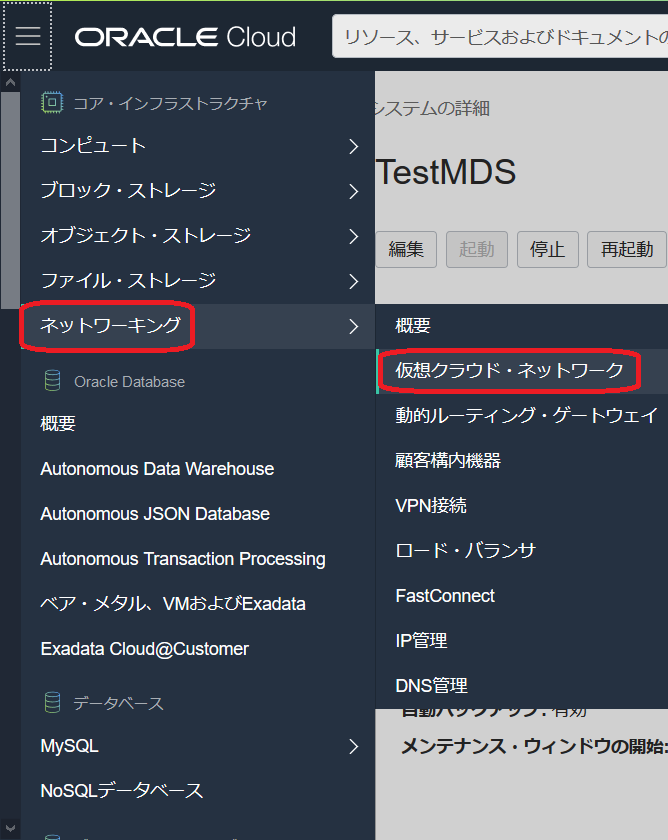 ORACLE Cloud
リソース、サービスおよびドキュメントの
コア・インフラストラクチャ
コンピュート
ブロック・ストレージ
オブジェクト・ストレージ
ファイル・ストレージ
ネットワーキング
Oracle Database
概要
Autonomous Data Warehouse
Autonomous JSON Database
Autonomous Transaction Processing
ベア・メタル、VMおよびExadata
Exadata Cloud@Customer
データベース
MySQL
NoSQLデータベース
システムの詳細
TestMDS
編集 起動 停止 再起動
概要
仮想クラウド・ネットワーク
動的ルーティング・ゲートウェイ
顧客構内機器
VPN接続
ロード・バランサ
FastConnect
IP管理
DNS管理
自動バックアップ: 有効
メンテナンス・ウィンドウの開始: